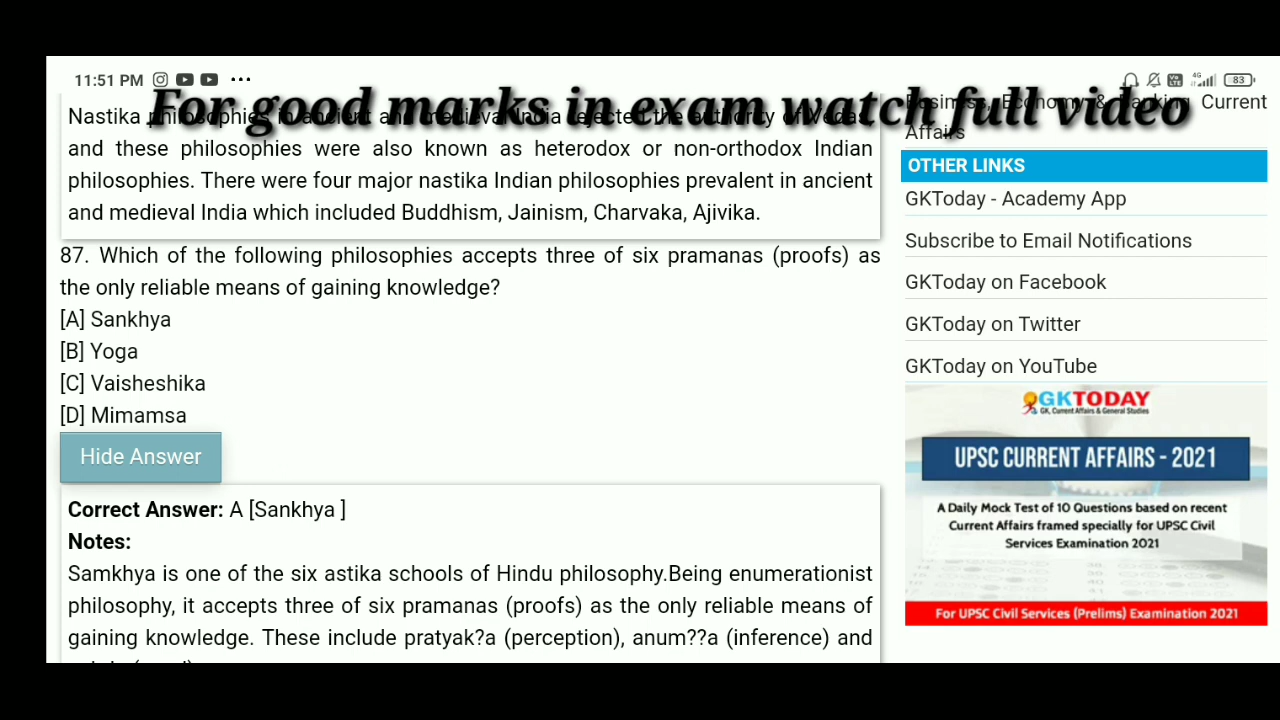 11:51 PM
4G
83
For good marks in exam watch full video
Nastika philosophies in ancient and medieval India rejected the authority of Vedas
and these philosophies were also known as heterodox or non-orthodox Indian
philosophies. There were four major nastika Indian philosophies prevalent in ancient
and medieval India which included Buddhism, Jainism, Charvaka, Ajivika.
87. Which of the following philosophies accepts three of six pramanas (proofs) as
the only reliable means of gaining knowledge?
[A] Sankhya
[B] Yoga
[C] Vaisheshika
[D] Mimamsa
Hide Answer
Correct Answer: A [Sankhya ]
Notes:
Samkhya is one of the six astika schools of Hindu philosophy.Being enumerationist
philosophy, it accepts three of six pramanas (proofs) as the only reliable means of
gaining knowledge. These include pratyak?a (perception), anum??a (inference) and
Business, Economy & Banking Current
Affairs
OTHER LINKS
GKToday - Academy App
Subscribe to Email Notifications
GKToday on Facebook
GKToday on Twitter
GKToday on YouTube
GKTODAY
GK, Current Affairs & General Studies
UPSC CURRENT AFFAIRS - 2021
A Daily Mock Test of 10 Questions based on recent
Current Affairs framed specially for UPSC Civil
Services Examination 2021
For UPSC Civil Services (Prelims) Examination 2021